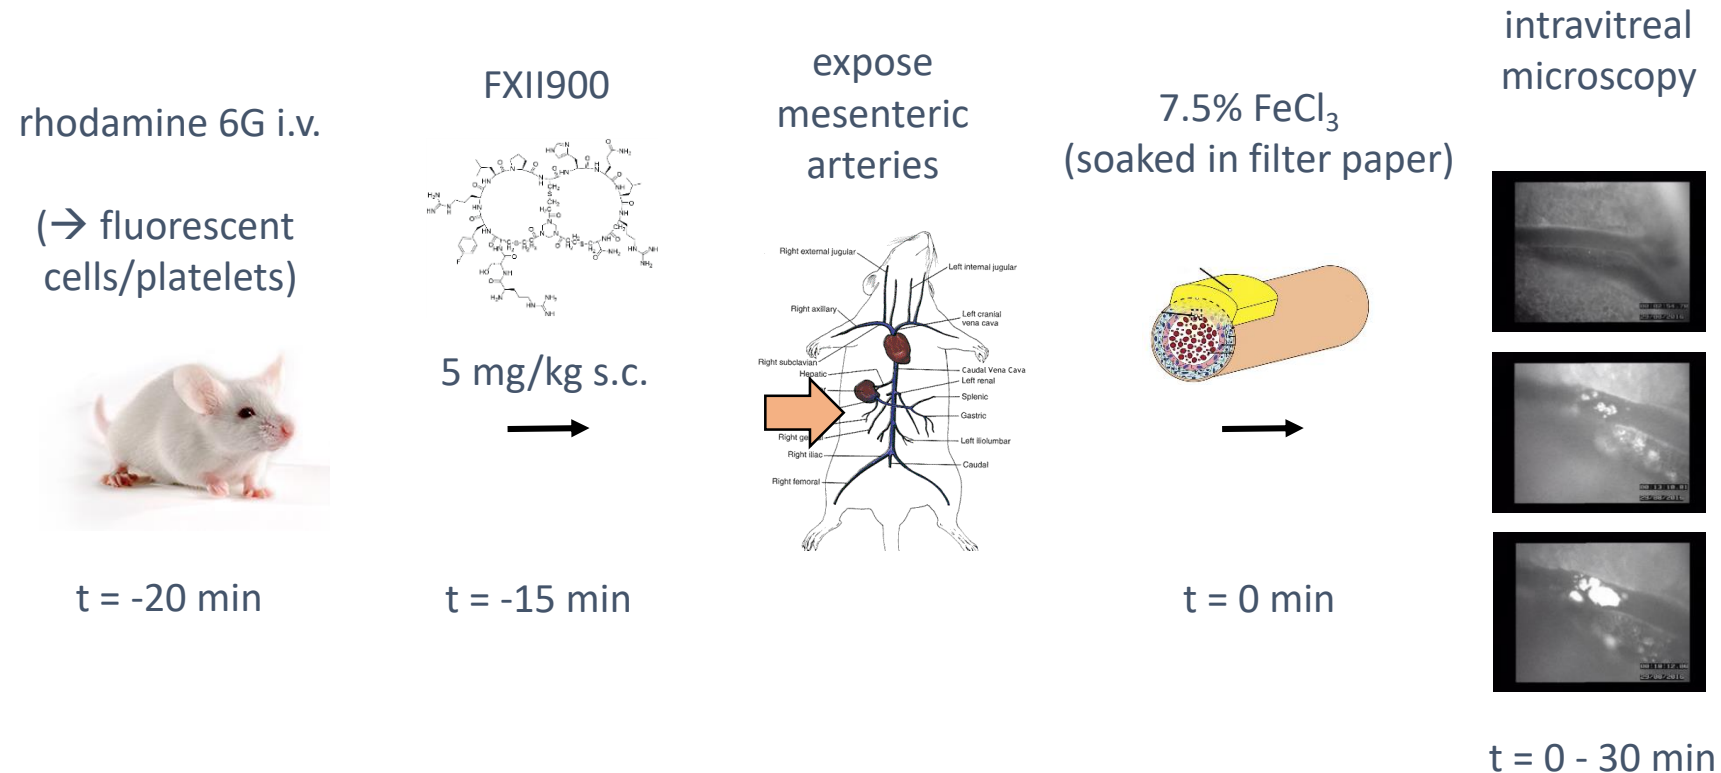 rhodamine 6G i.v.
(→ fluorescent
cells/platelets)
t = -20 min
FXII900
5 mg/kg s.c.
t = -15 min
expose
mesenteric
arteries
Right external jugular
Left internal jugular
Right axillary
Left cranial
vena cava
Right subclavian
Hepatic
Caudal Vena Cava
Left renal
Splenic
Gastric
Left iliolumbar
Right iliac
Caudal
Right femoral
7.5% FeCl₃
(soaked in filter paper)
t = 0 min
intravitreal
microscopy
t = 0 - 30 min